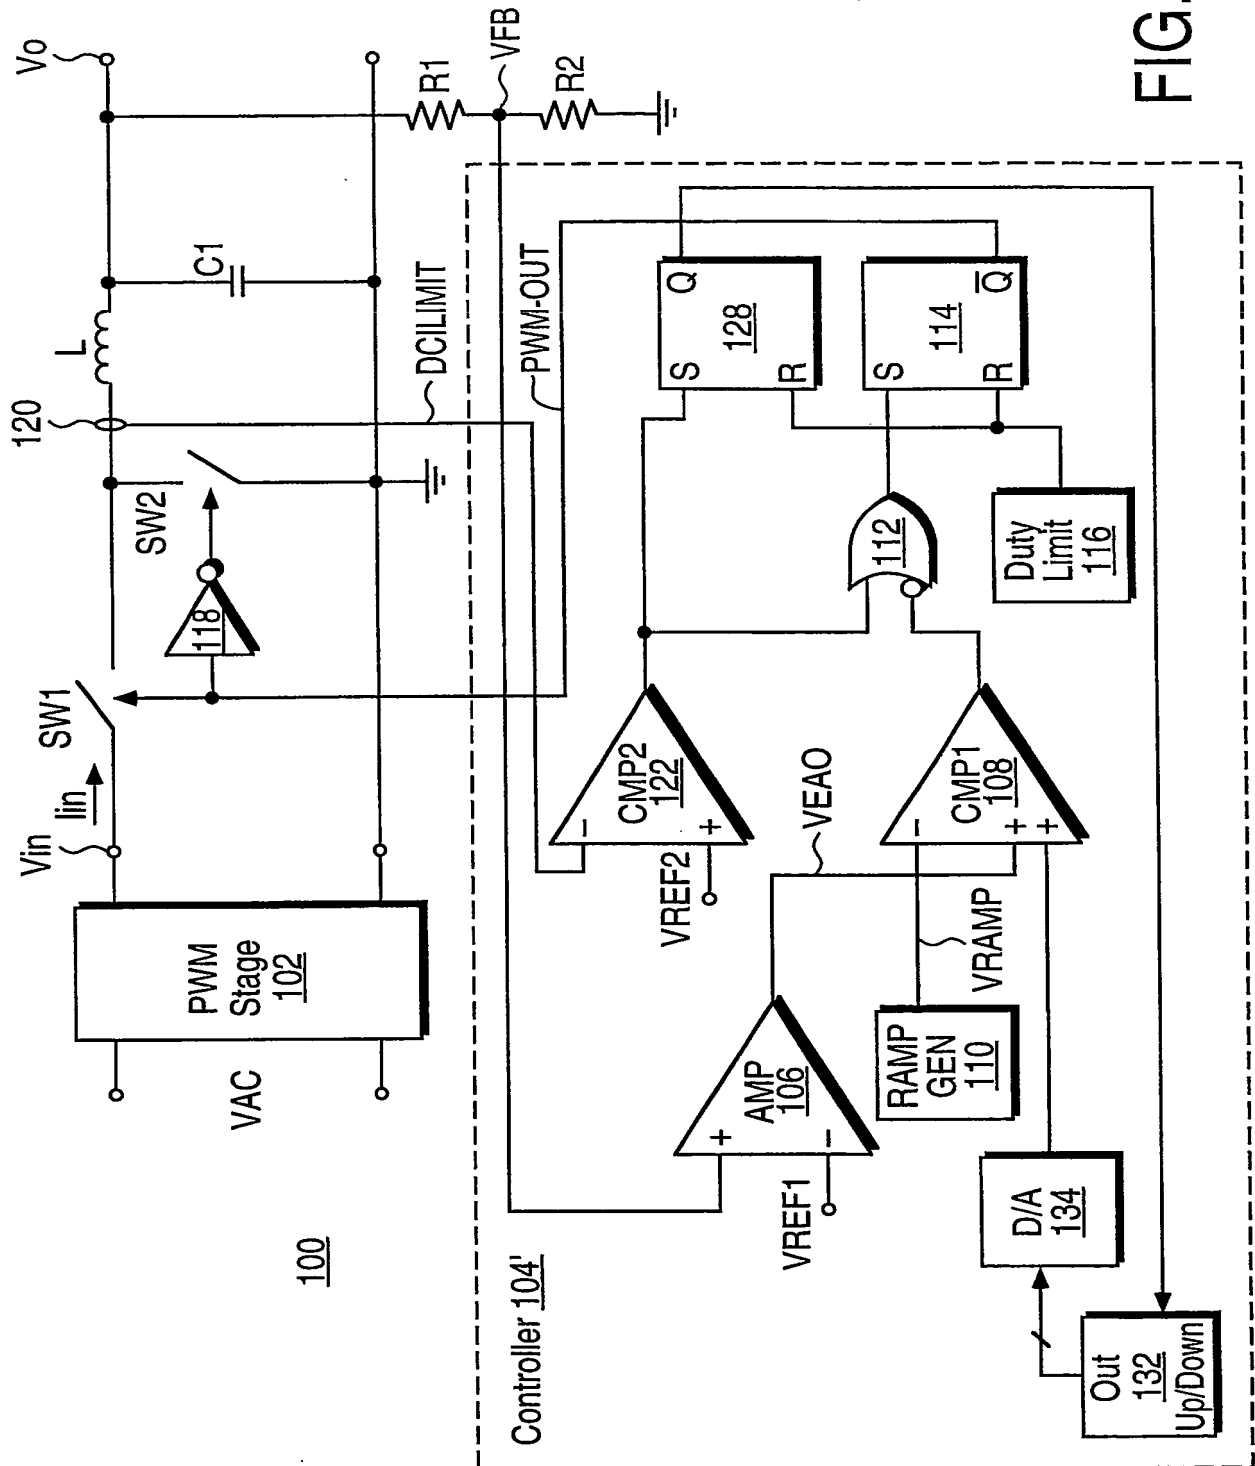 100
VAC
PWM
Stage
102
Vin
Iin
SW1
118
SW2
120
L
C1
Vo
R1
VFB
R2
DCILIMIT
PWM-OUT
Controller 104'
VREF1
+
-
AMP
106
VEAO
VREF2
-
+
CMP2
122
RAMP
GEN
110
VRAMP
-
+
+
CMP1
108
112
S
Q
128
R
S
Q̅
114
R
Duty
Limit
116
D/A
134
Out
132
Up/Down
FIG.